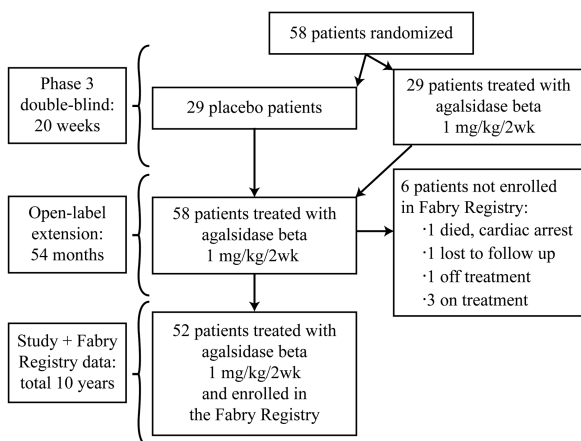 58 patients randomized
Phase 3
double-blind:
20 weeks
29 placebo patients
29 patients treated with
agalsidase beta
1 mg/kg/2wk
Open-label
extension:
54 months
58 patients treated with
agalsidase beta
1 mg/kg/2wk
6 patients not enrolled
in Fabry Registry:
·1 died, cardiac arrest
·1 lost to follow up
·1 off treatment
·3 on treatment
Study + Fabry
Registry data:
total 10 years
52 patients treated with
agalsidase beta
1 mg/kg/2wk
and enrolled in
the Fabry Registry